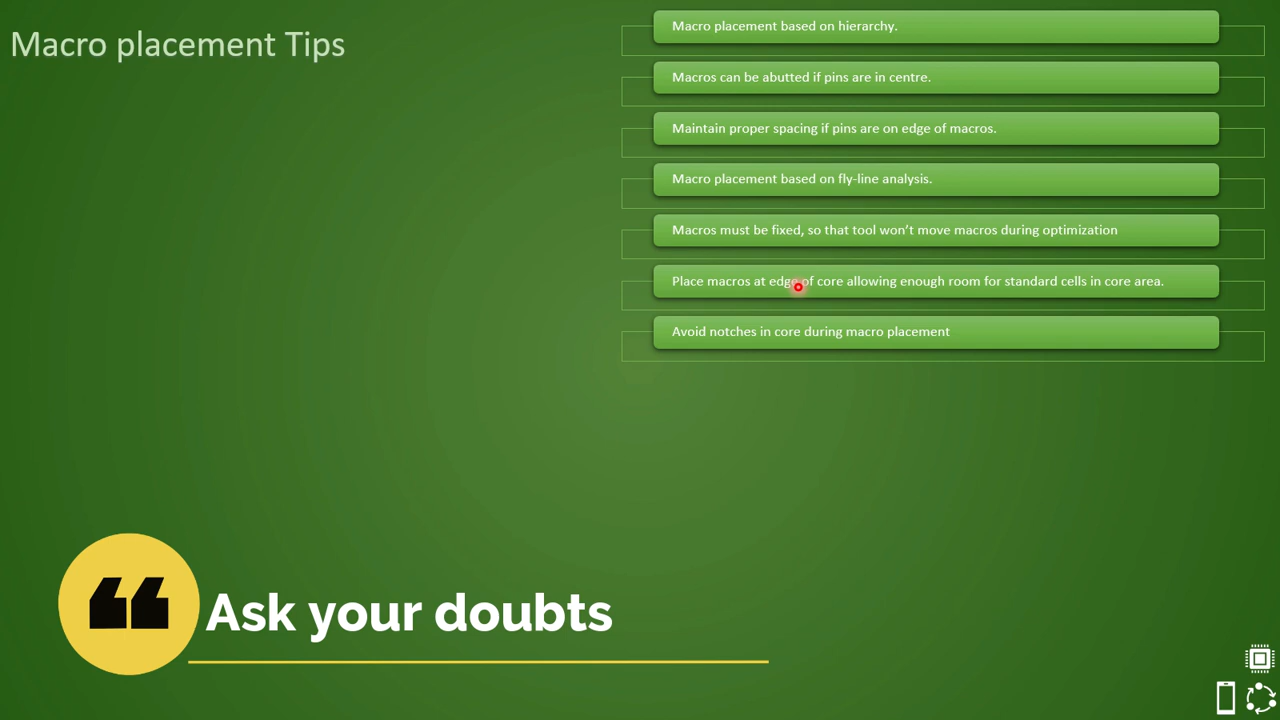 Macro placement Tips
Macro placement based on hierarchy.
Macros can be abutted if pins are in centre.
Maintain proper spacing if pins are on edge of macros.
Macro placement based on fly-line analysis.
Macros must be fixed, so that tool won’t move macros during optimization
Place macros at edge of core allowing enough room for standard cells in core area.
Avoid notches in core during macro placement
Ask your doubts